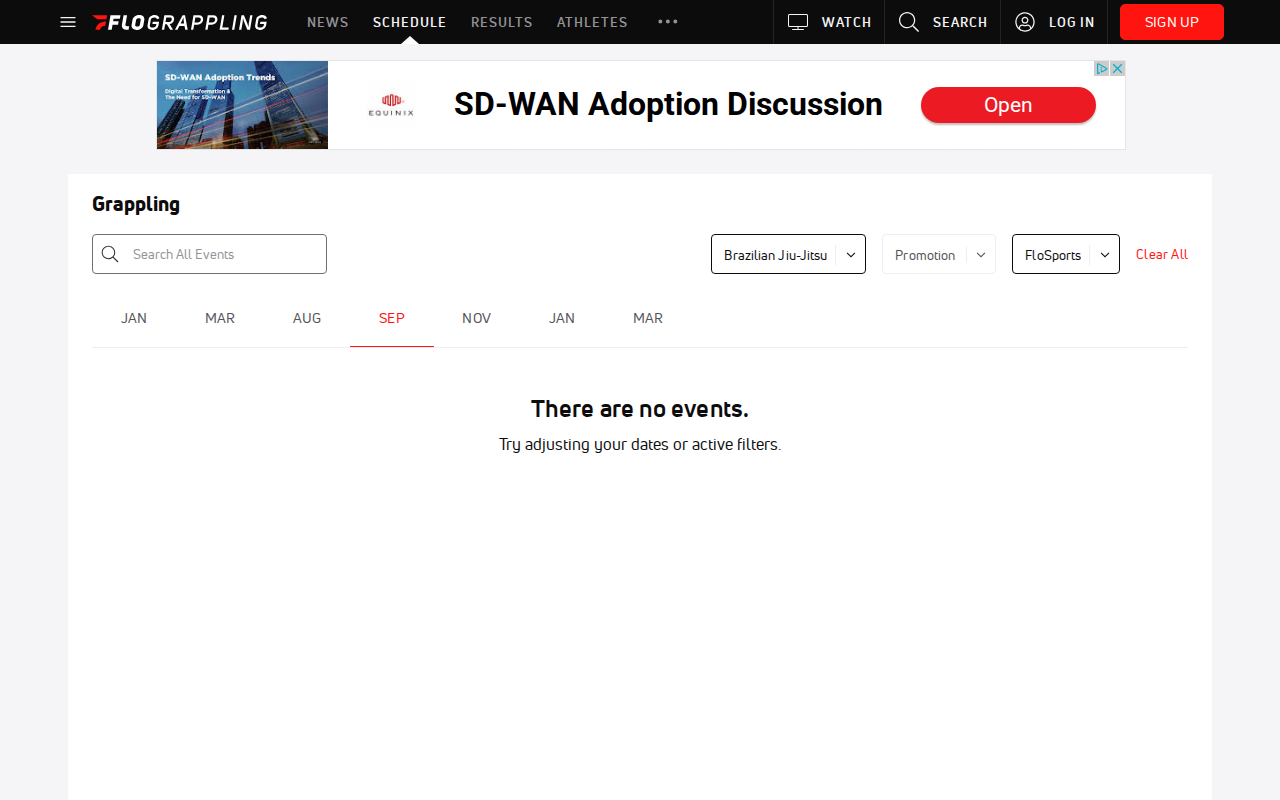 FLOGRAPPLING
NEWS
SCHEDULE
RESULTS
ATHLETES
WATCH
SEARCH
LOG IN
SIGN UP
SD-WAN Adoption Trends
Digital Transformation &
The Need for SD-WAN
EQUINIX
SD-WAN Adoption Discussion
Open
Grappling
Search All Events
Brazilian Jiu-Jitsu
Promotion
FloSports
Clear All
JAN
MAR
AUG
SEP
NOV
JAN
MAR
There are no events.
Try adjusting your dates or active filters.